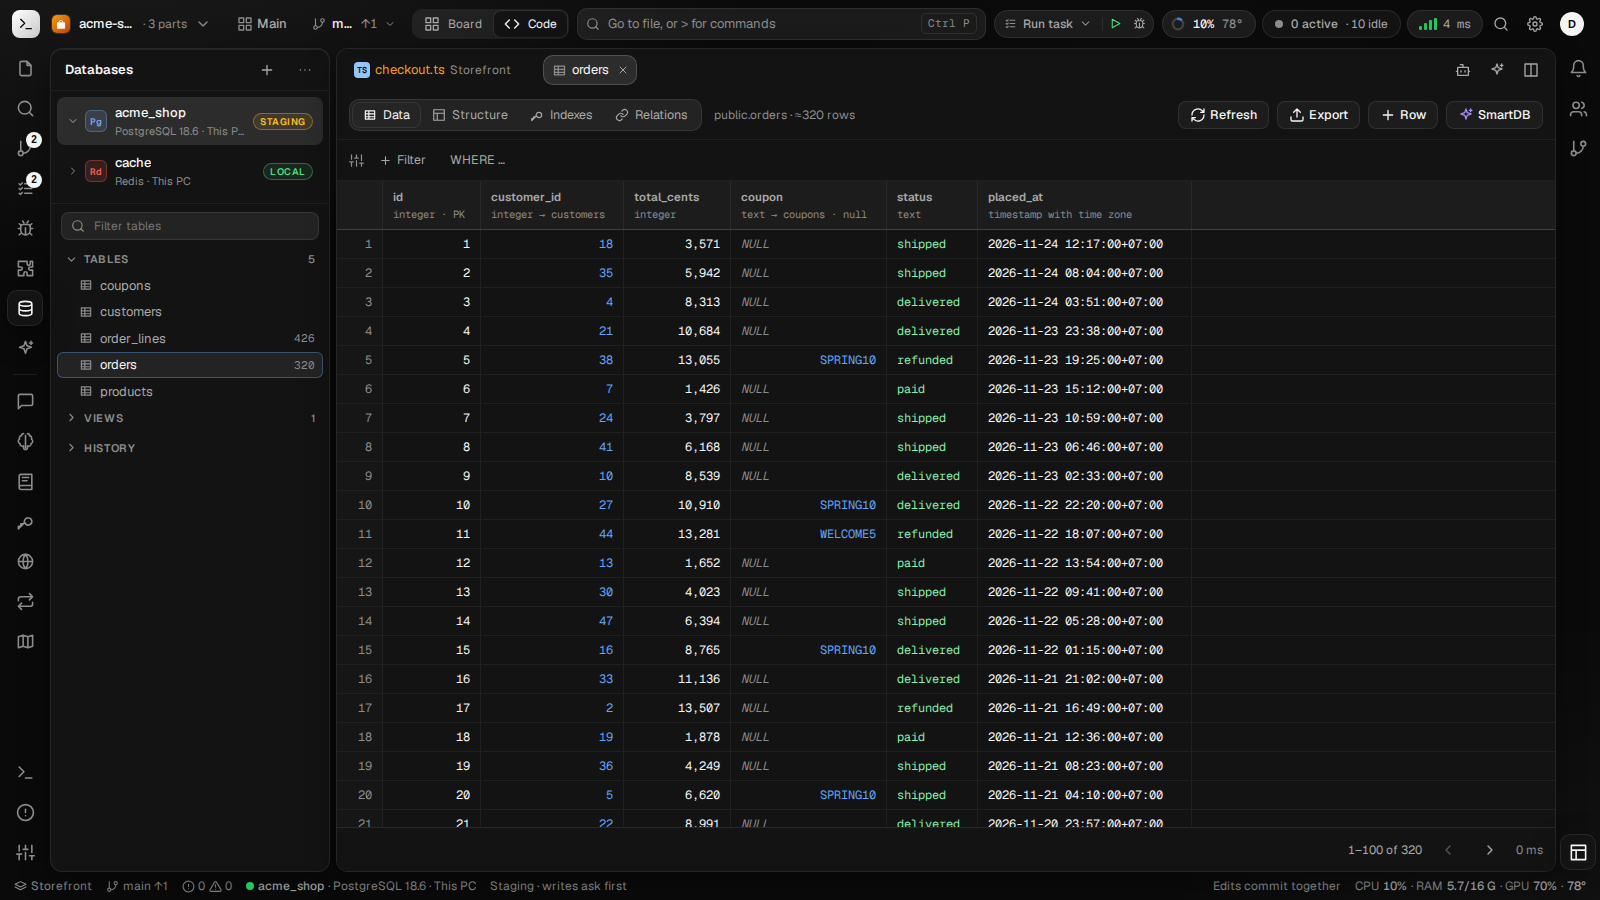 acme-s... · 3 parts
Main
m... ↑1
Board
Code
Go to file, or > for commands
Ctrl P
Run task
10% 78°
0 active · 10 idle
4 ms
D
Databases
acme_shop
PostgreSQL 18.6 · This P...
STAGING
cache
Redis · This PC
LOCAL
Filter tables
TABLES 5
coupons
customers
order_lines 426
orders 320
products
VIEWS 1
HISTORY
2
2
TS checkout.ts Storefront
orders
Data
Structure
Indexes
Relations
public.orders · ≈320 rows
Refresh
Export
Row
SmartDB
Filter
WHERE ...
id customer_id total_cents coupon status placed_at
integer · PK integer → customers integer text → coupons · null text timestamp with time zone
1 1 18 3,571 NULL shipped 2026-11-24 12:17:00+07:00
2 2 35 5,942 NULL shipped 2026-11-24 08:04:00+07:00
3 3 4 8,313 NULL delivered 2026-11-24 03:51:00+07:00
4 4 21 10,684 NULL delivered 2026-11-23 23:38:00+07:00
5 5 38 13,055 SPRING10 refunded 2026-11-23 19:25:00+07:00
6 6 7 1,426 NULL paid 2026-11-23 15:12:00+07:00
7 7 24 3,797 NULL shipped 2026-11-23 10:59:00+07:00
8 8 41 6,168 NULL shipped 2026-11-23 06:46:00+07:00
9 9 10 8,539 NULL delivered 2026-11-23 02:33:00+07:00
10 10 27 10,910 SPRING10 delivered 2026-11-22 22:20:00+07:00
11 11 44 13,281 WELCOME5 refunded 2026-11-22 18:07:00+07:00
12 12 13 1,652 NULL paid 2026-11-22 13:54:00+07:00
13 13 30 4,023 NULL shipped 2026-11-22 09:41:00+07:00
14 14 47 6,394 NULL shipped 2026-11-22 05:28:00+07:00
15 15 16 8,765 SPRING10 delivered 2026-11-22 01:15:00+07:00
16 16 33 11,136 NULL delivered 2026-11-21 21:02:00+07:00
17 17 2 13,507 NULL refunded 2026-11-21 16:49:00+07:00
18 18 19 1,878 NULL paid 2026-11-21 12:36:00+07:00
19 19 36 4,249 NULL shipped 2026-11-21 08:23:00+07:00
20 20 5 6,620 SPRING10 shipped 2026-11-21 04:10:00+07:00
21 21 22 8,991 NULL delivered 2026-11-20 23:57:00+07:00
1–100 of 320
0 ms
Storefront
main ↑1
0 0
acme_shop · PostgreSQL 18.6 · This PC
Staging · writes ask first
Edits commit together
CPU 10% · RAM 5.7/16 G · GPU 70% · 78°
Pg
Rd